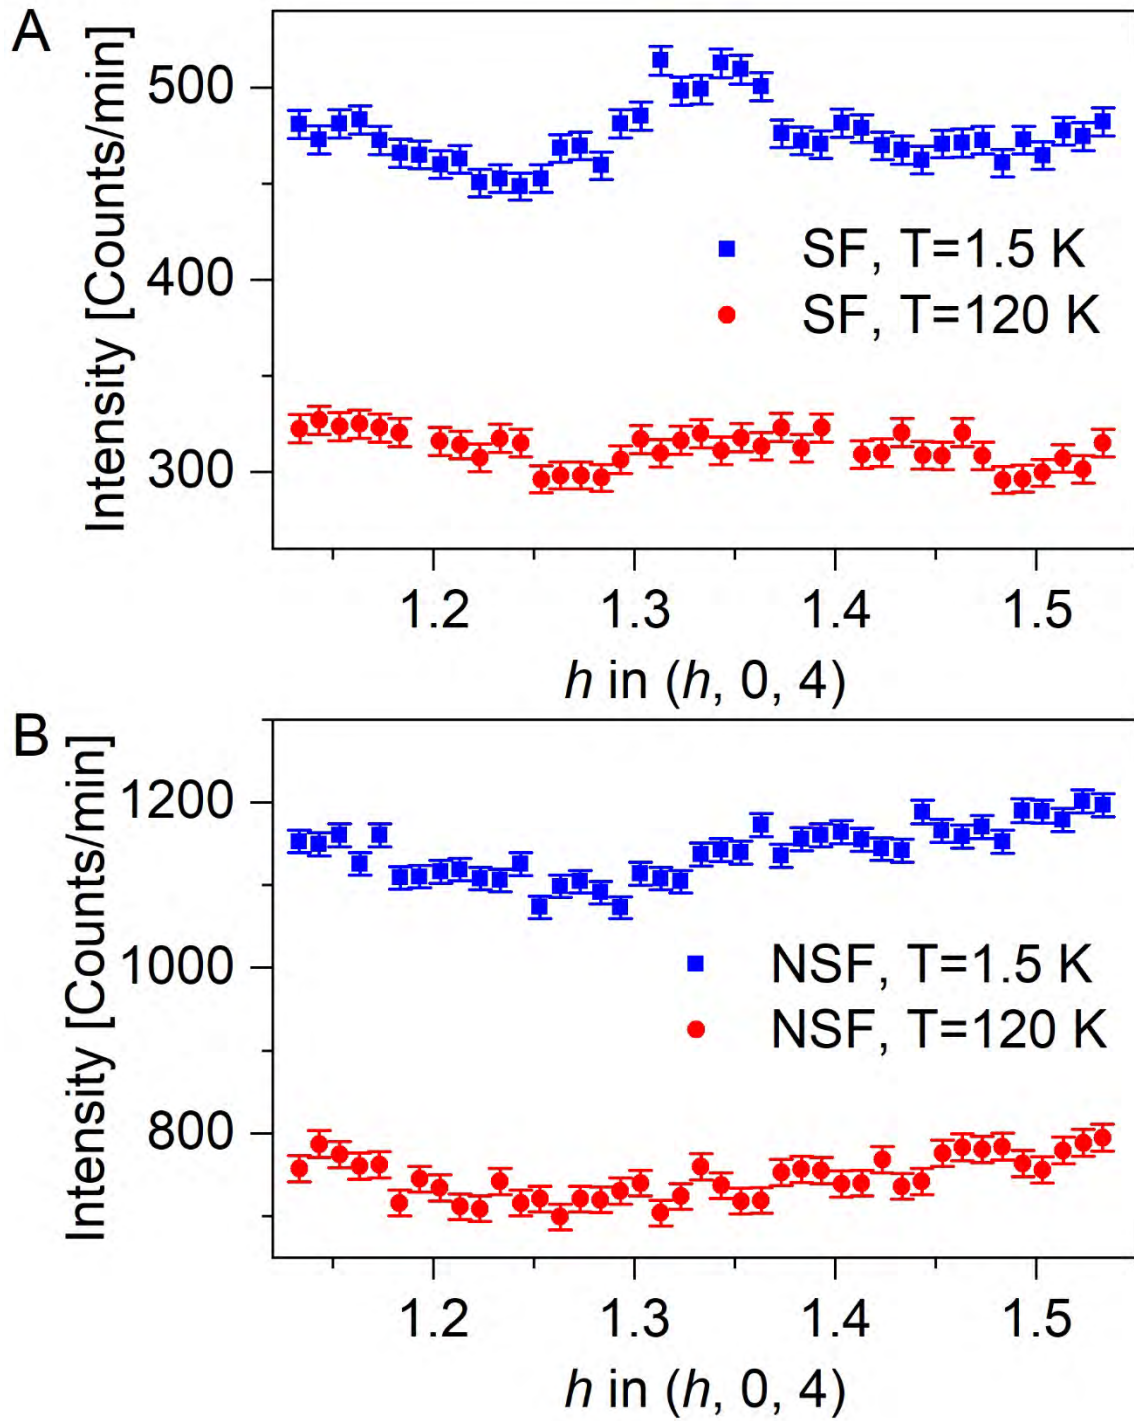 A
Intensity [Counts/min]
500
400
300
SF, T=1.5 K
SF, T=120 K
1.2 1.3 1.4 1.5
h in (h, 0, 4)
B
Intensity [Counts/min]
1200
1000
800
NSF, T=1.5 K
NSF, T=120 K
1.2 1.3 1.4 1.5
h in (h, 0, 4)